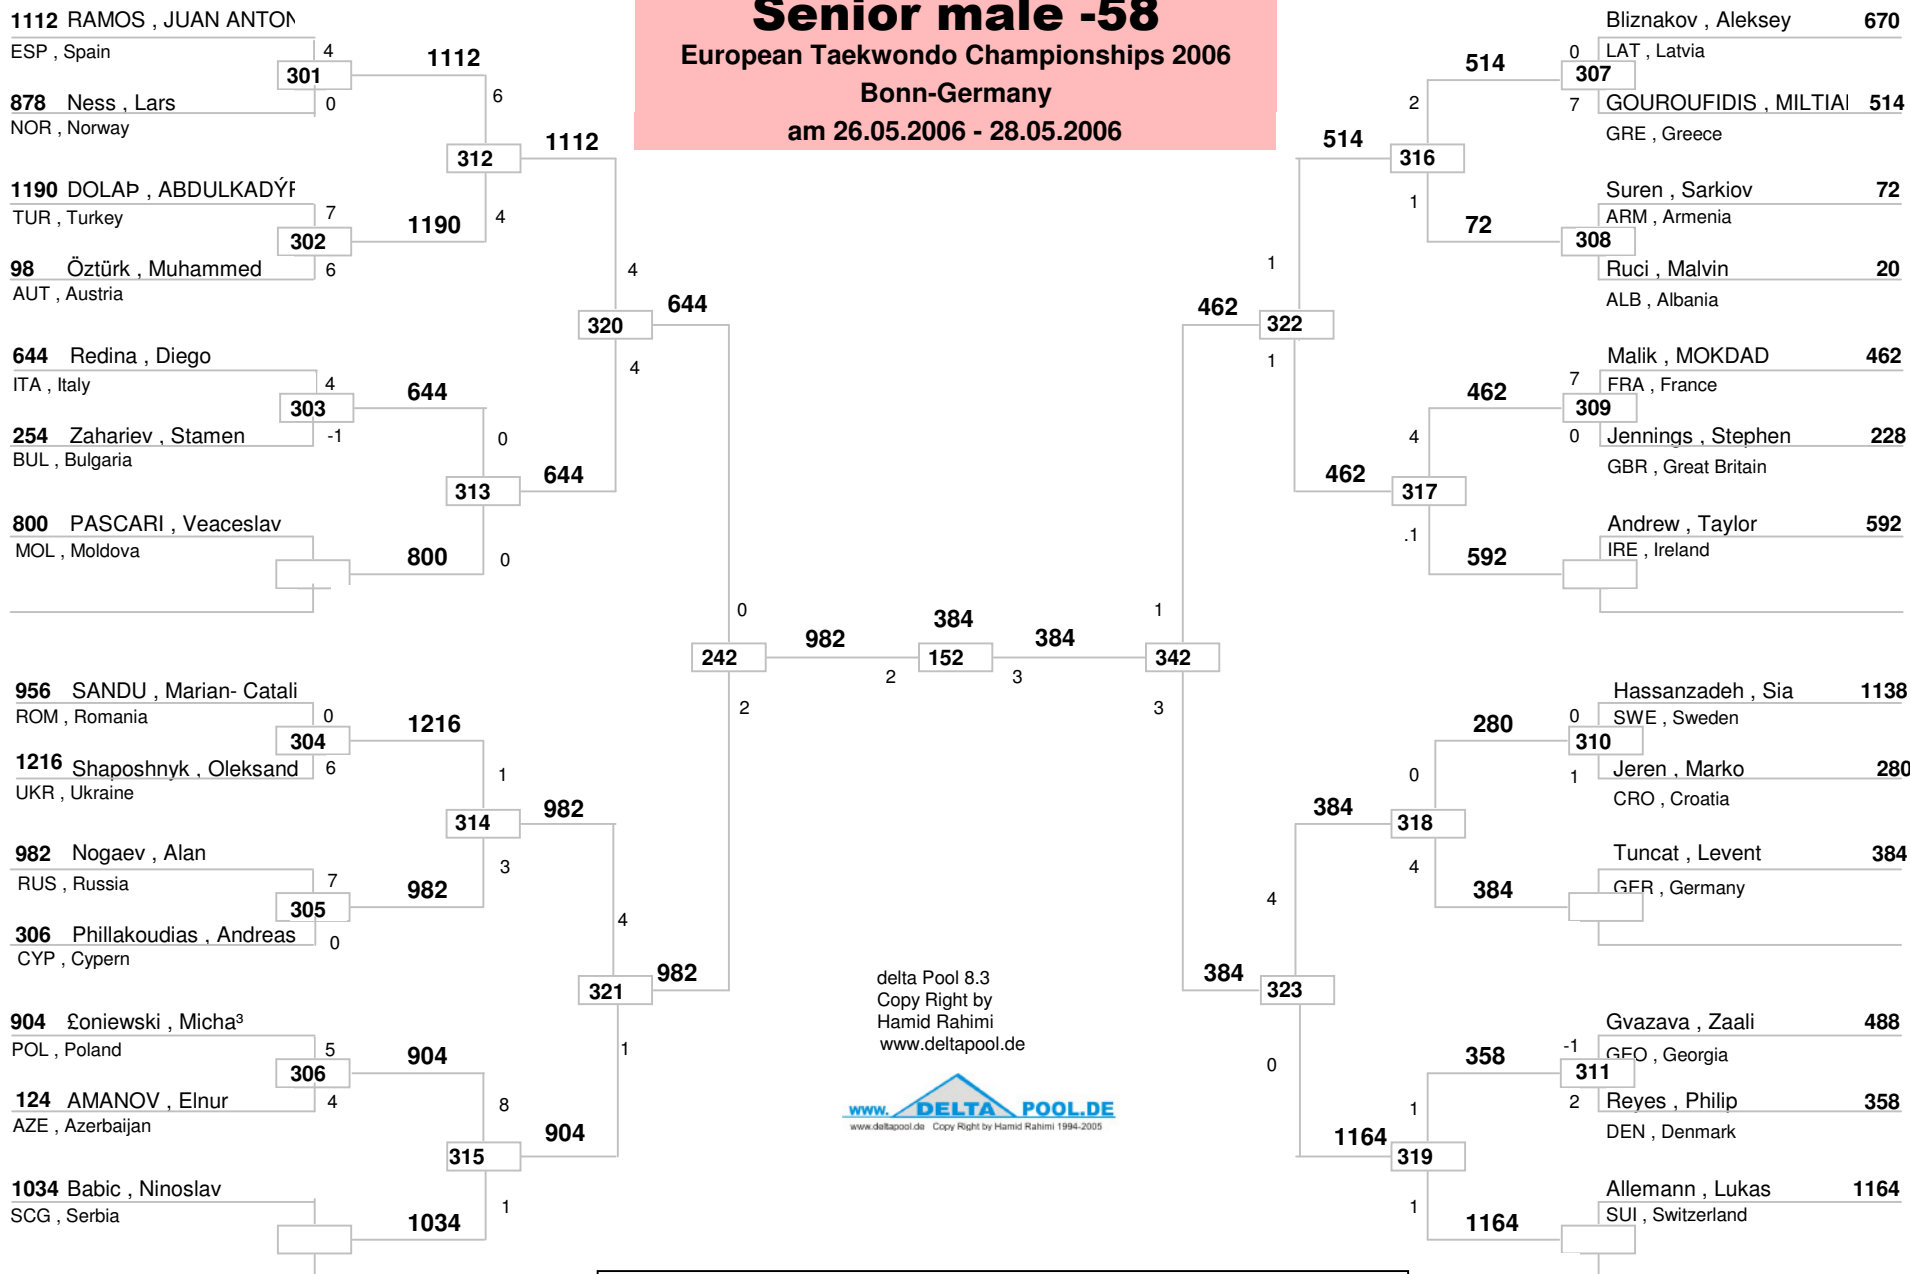 Senior male -58
European Taekwondo Championships 2006
Bonn-Germany
am 26.05.2006 - 28.05.2006
1112 RAMOS , JUAN ANTON
ESP , Spain
4
301
1112
878 Ness , Lars
0
NOR , Norway
6
312
1112
1190 DOLAÞ , ABDULKADÝR
TUR , Turkey
7
302
1190
4
98 Öztürk , Muhammed
6
AUT , Austria
4
320
644
644 Redina , Diego
ITA , Italy
4
303
644
4
254 Zahariev , Stamen
-1
BUL , Bulgaria
0
313
644
800 PASCARI , Veaceslav
MOL , Moldova
800
0
0
242
982
2
2
956 SANDU , Marian- Catali
ROM , Romania
0
304
1216
1216 Shaposhnyk , Oleksand
6
UKR , Ukraine
1
314
982
982 Nogaev , Alan
RUS , Russia
7
305
982
3
306 Phillakoudias , Andreas
0
CYP , Cypern
4
321
982
904 £oniewski , Micha³
POL , Poland
5
306
904
1
124 AMANOV , Elnur
4
AZE , Azerbaijan
8
315
904
1034 Babic , Ninoslav
SCG , Serbia
1034
1
384
152
384
3
Bliznakov , Aleksey 670
0
LAT , Latvia
514
307
7
GOUROUFIDIS , MILTIAI 514
GRE , Greece
2
514
316
Suren , Sarkiov 72
ARM , Armenia
1
72
308
Ruci , Malvin 20
ALB , Albania
1
462
322
1
Malik , MOKDAD 462
7
FRA , France
462
309
0
Jennings , Stephen 228
GBR , Great Britain
4
462
317
Andrew , Taylor 592
IRE , Ireland
.1
592
1
342
3
Hassanzadeh , Sia 1138
0
SWE , Sweden
280
310
1
Jeren , Marko 280
CRO , Croatia
0
384
318
Tuncat , Levent 384
GER , Germany
4
384
4
384
323
0
Gvazava , Zaali 488
-1
GEO , Georgia
358
311
2
Reyes , Philip 358
DEN , Denmark
1
1164
319
Allemann , Lukas 1164
SUI , Switzerland
1
1164
delta Pool 8.3
Copy Right by
Hamid Rahimi
www.deltapool.de
www. DELTA POOL.DE
www.deltapool.de Copy Right by Hamid Rahimi 1994-2005